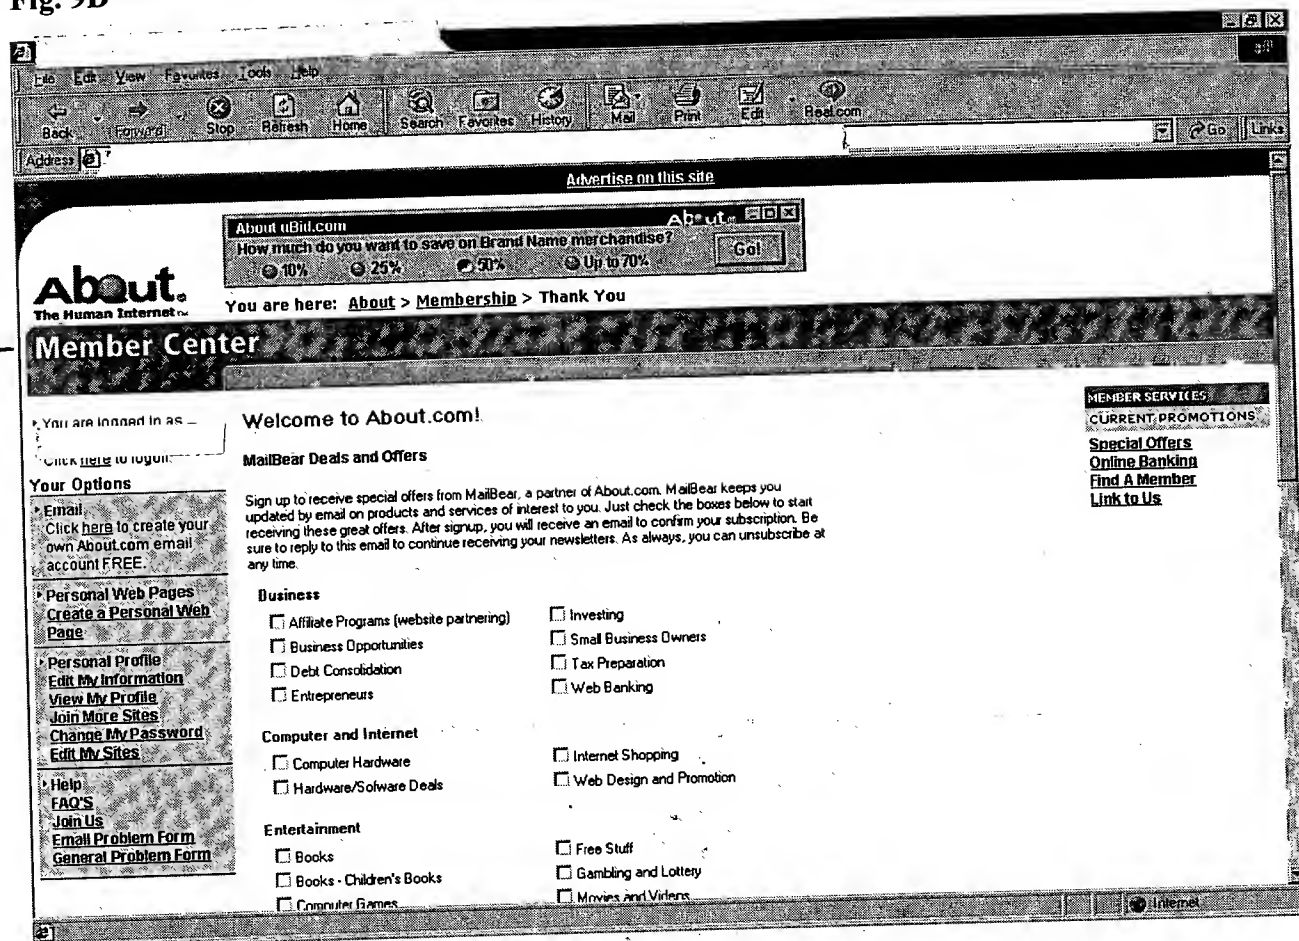 Fig. 9B
File Edit View Favorites Tools Help
Back Forward Stop Refresh Home Search Favorites History Mail Print Edit Real.com
Address Go Links
Advertise on this site
About uBid.com About
How much do you want to save on Brand Name merchandise?
10% 25% 50% Up to 70% Go!
About.
The Human Internet™
You are here: About > Membership > Thank You
Member Center
You are logged in as
Click here to logoff.
Your Options
Email
Click here to create your
own About.com email
account FREE.
Personal Web Pages
Create a Personal Web
Page
Personal Profile
Edit My Information
View My Profile
Join More Sites
Change My Password
Edit My Sites
Help
FAQ'S
Join Us
Email Problem Form
General Problem Form
Welcome to About.com!
MailBear Deals and Offers
Sign up to receive special offers from MailBear, a partner of About.com. MailBear keeps you
updated by email on products and services of interest to you. Just check the boxes below to start
receiving these great offers. After signup, you will receive an email to confirm your subscription. Be
sure to reply to this email to continue receiving your newsletters. As always, you can unsubscribe at
any time.
Business
Affiliate Programs (website partnering)
Business Opportunities
Debt Consolidation
Entrepreneurs
Investing
Small Business Owners
Tax Preparation
Web Banking
Computer and Internet
Computer Hardware
Hardware/Sofware Deals
Internet Shopping
Web Design and Promotion
Entertainment
Books
Books - Children's Books
Computer Games
Free Stuff
Gambling and Lottery
Movies and Videos
MEMBER SERVICES
CURRENT PROMOTIONS
Special Offers
Online Banking
Find A Member
Link to Us
Internet